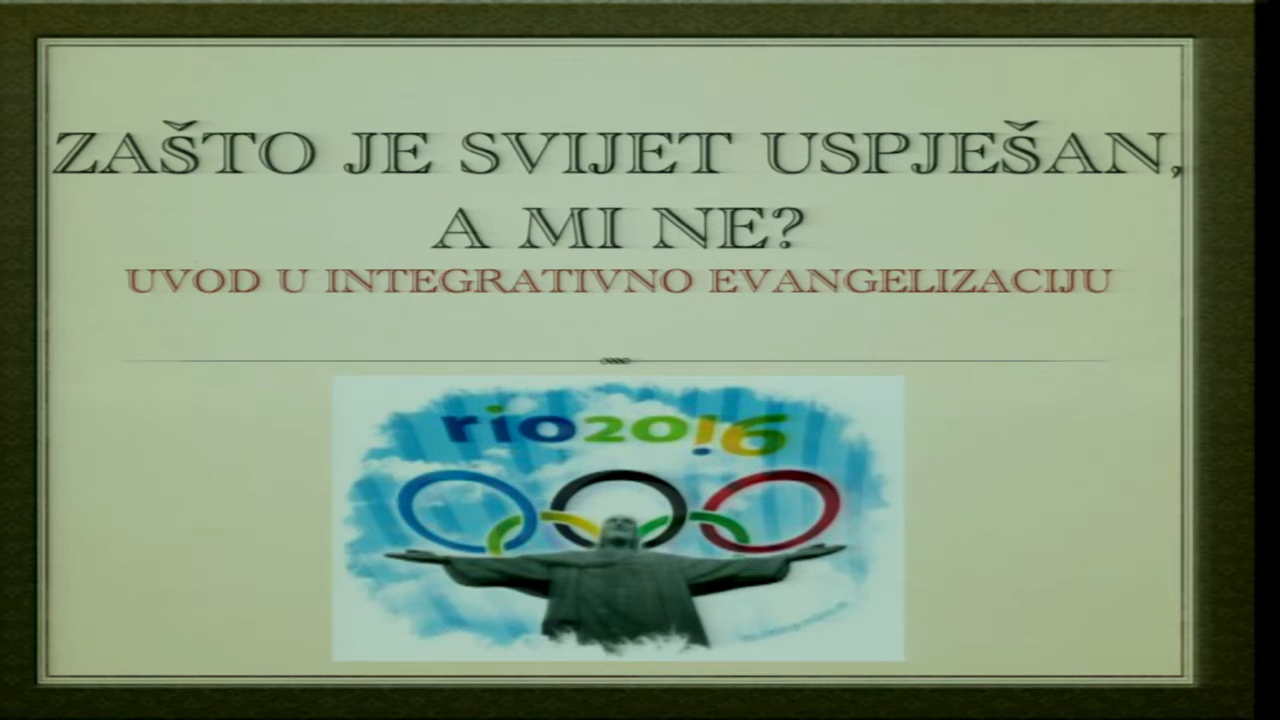 ZAŠTO JE SVIJET USPJEŠAN,
A MI NE?
UVOD U INTEGRATIVNO EVANGELIZACIJU
rio2016